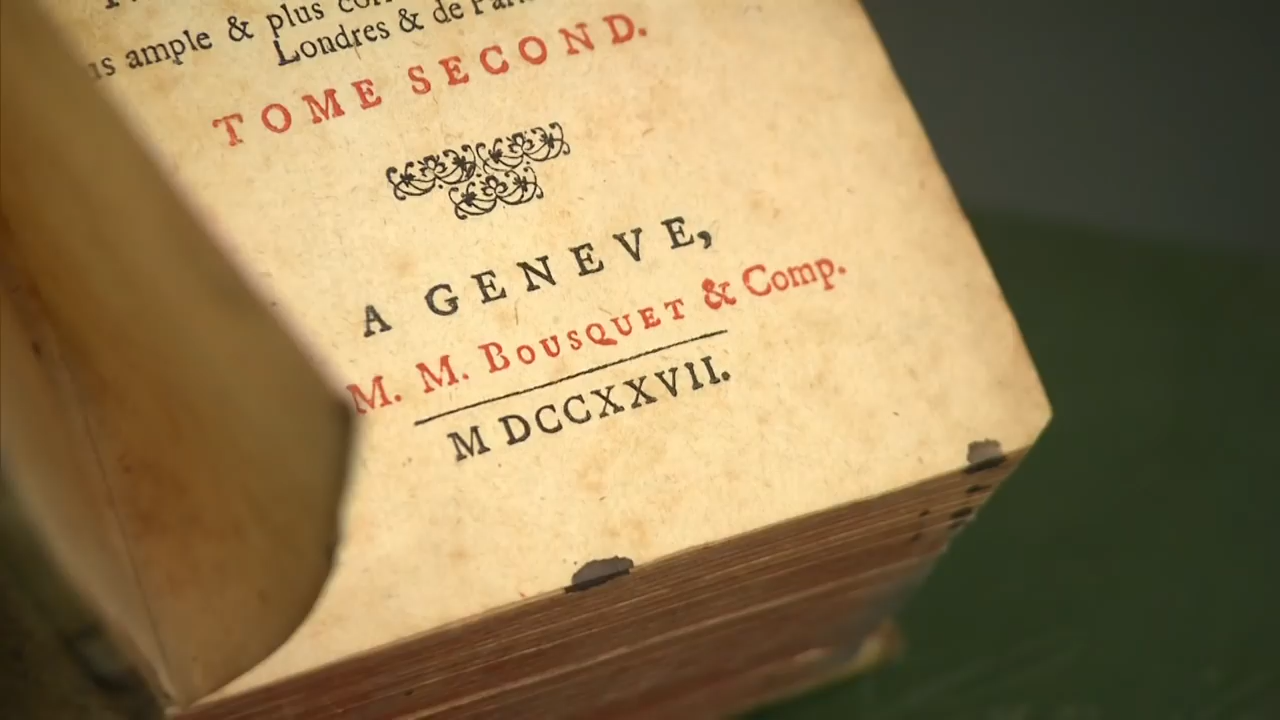 ample & plus
Londres & de
TOME SECOND.
A GENEVE,
M. M. BOUSQUET & Comp.
M DCCXXVII.